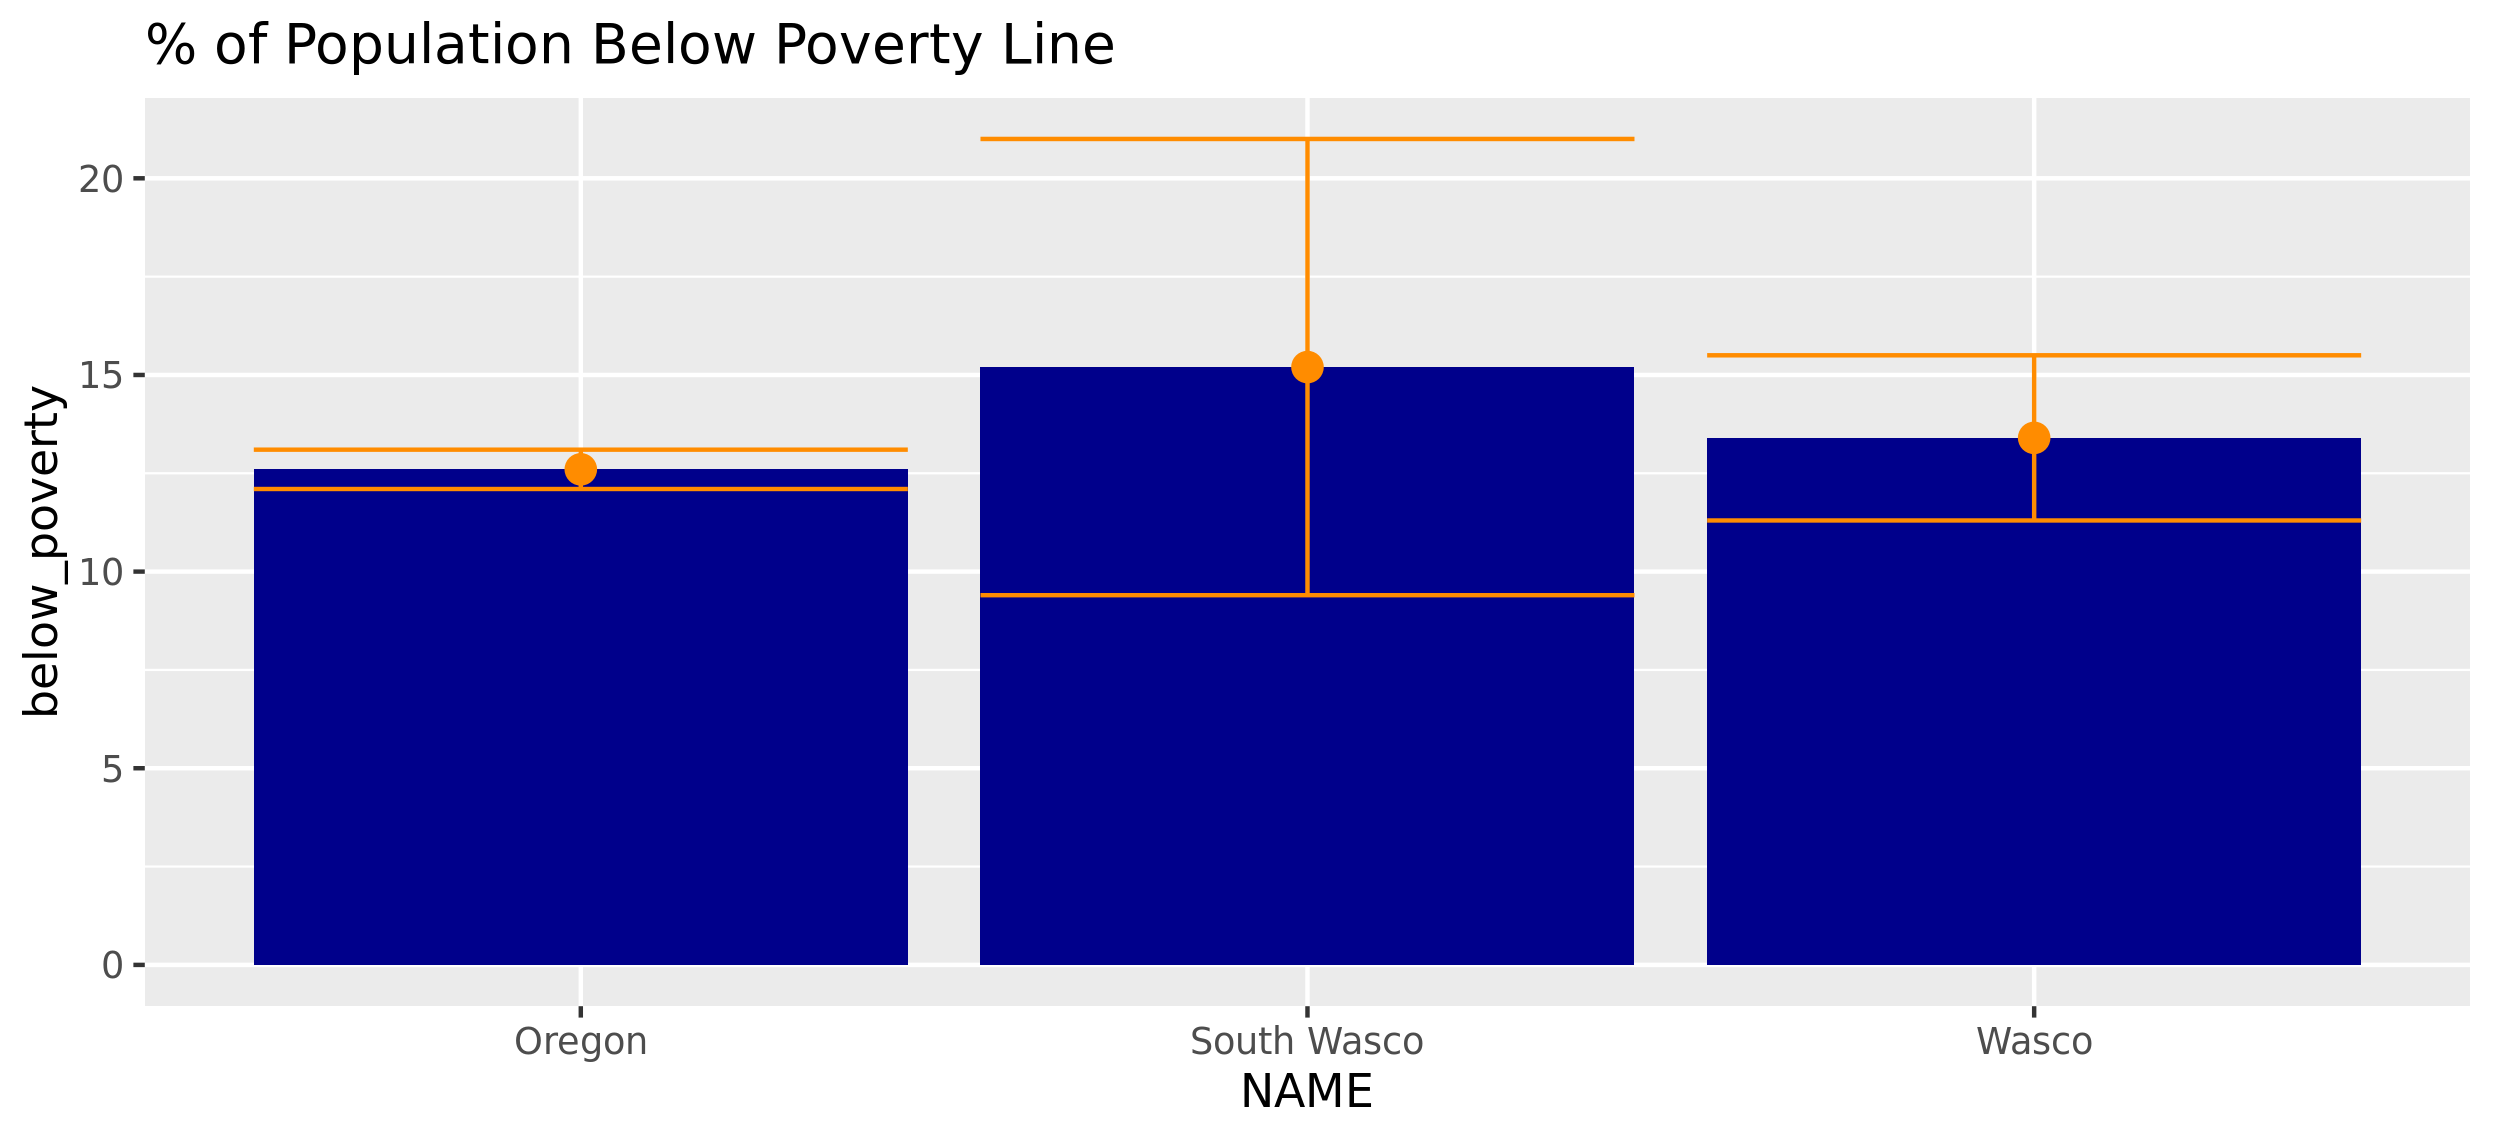 % of Population Below Poverty Line
below_poverty
20
15
10
5
0
Oregon
South Wasco
Wasco
NAME